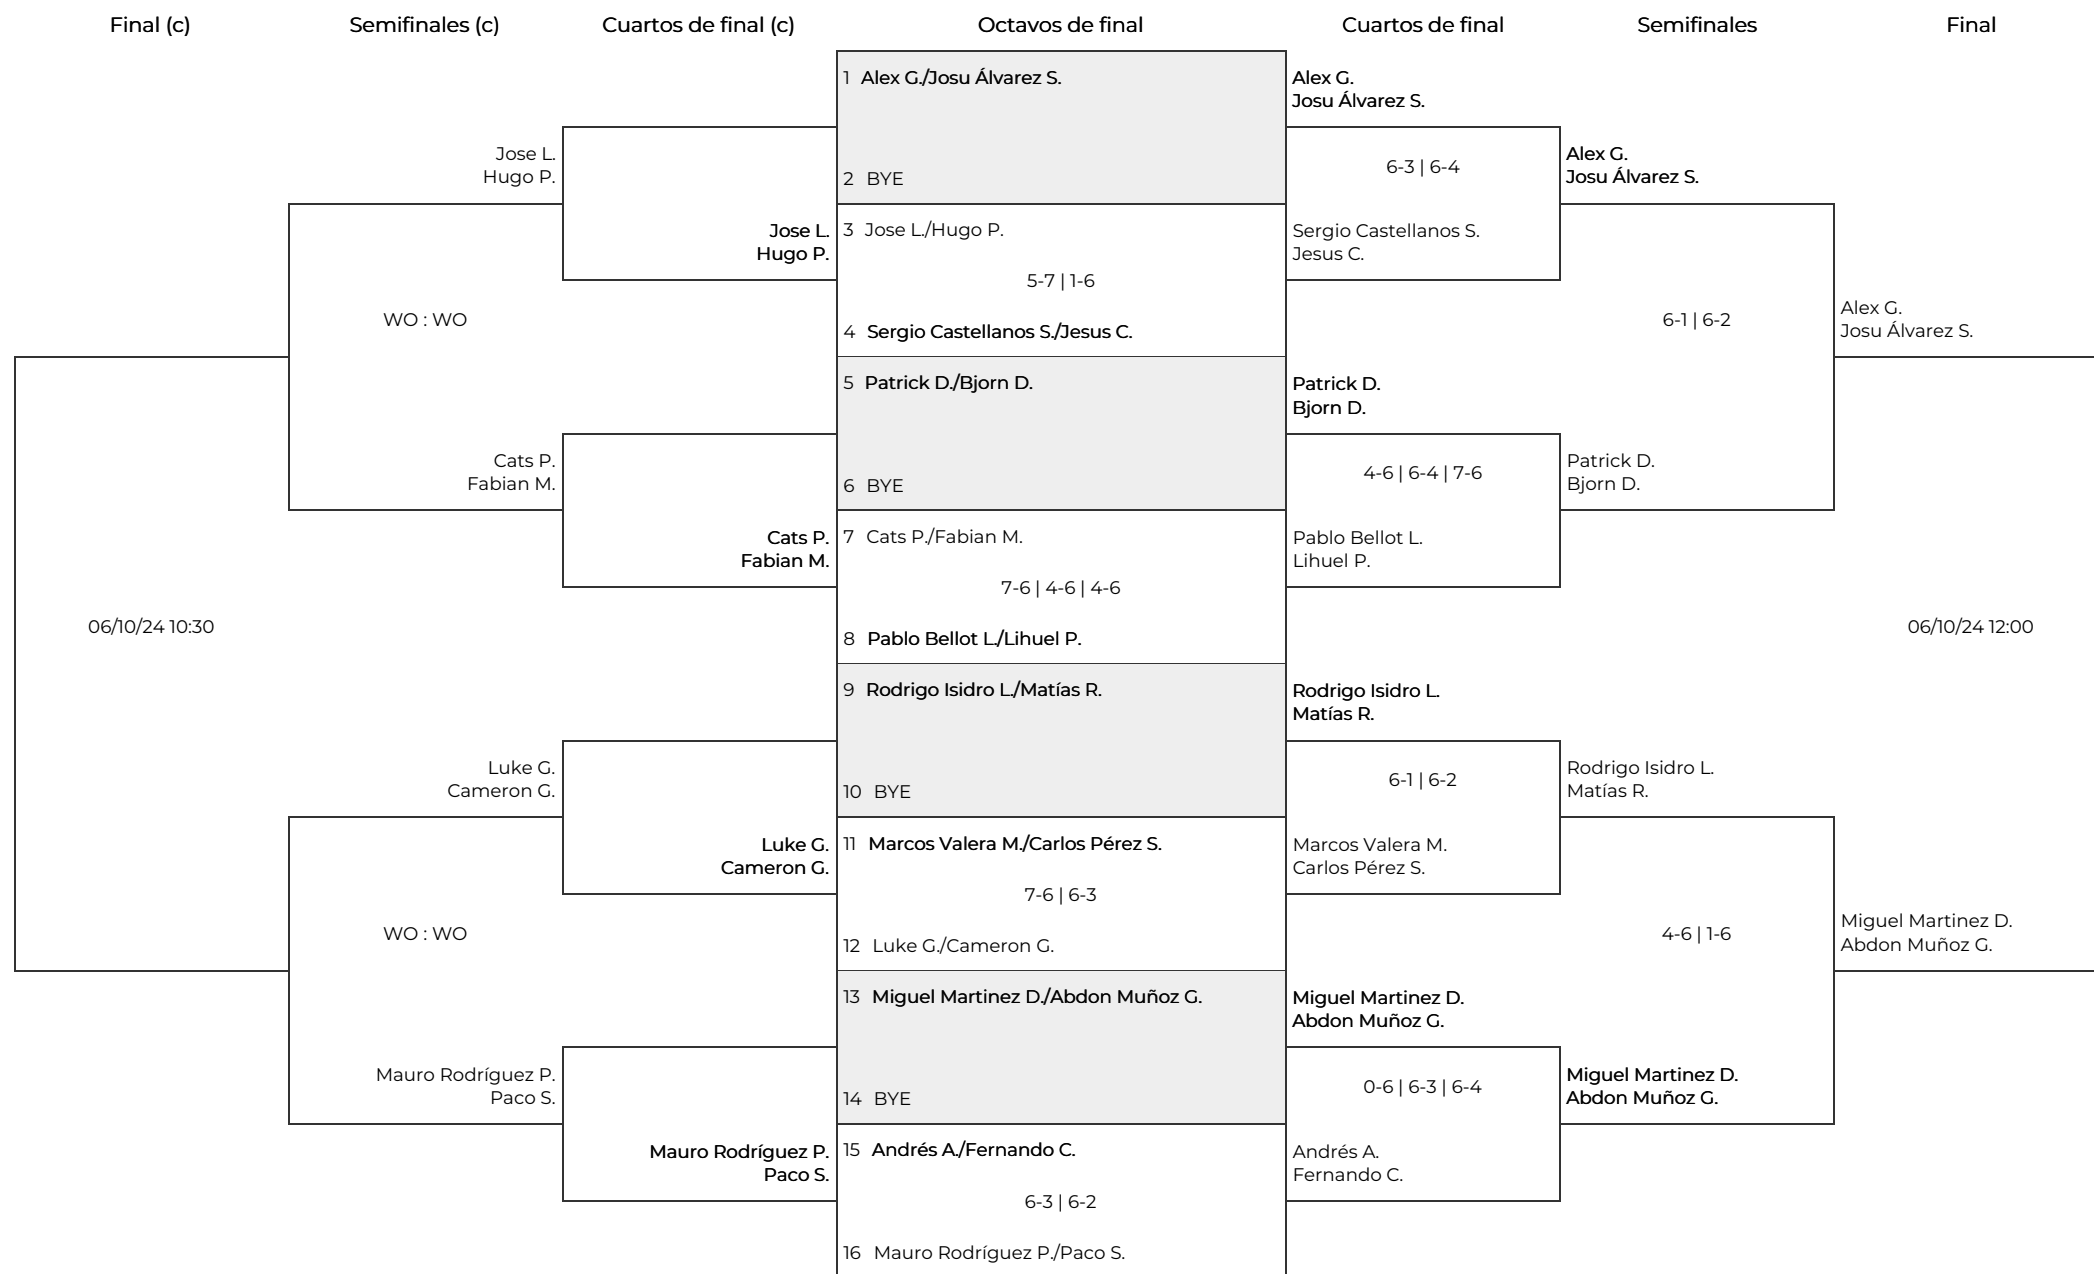 Final (c)
Semifinales (c)
Cuartos de final (c)
Octavos de final
Cuartos de final
Semifinales
Final
06/10/24 10:30
Jose L.
Hugo P.
WO : WO
Cats P.
Fabian M.
Luke G.
Cameron G.
WO : WO
Mauro Rodríguez P.
Paco S.
Jose L.
Hugo P.
Cats P.
Fabian M.
Luke G.
Cameron G.
Mauro Rodríguez P.
Paco S.
1 Alex G./Josu Álvarez S.
2 BYE
3 Jose L./Hugo P.
5-7 | 1-6
4 Sergio Castellanos S./Jesus C.
5 Patrick D./Bjorn D.
6 BYE
7 Cats P./Fabian M.
7-6 | 4-6 | 4-6
8 Pablo Bellot L./Lihuel P.
9 Rodrigo Isidro L./Matías R.
10 BYE
11 Marcos Valera M./Carlos Pérez S.
7-6 | 6-3
12 Luke G./Cameron G.
13 Miguel Martinez D./Abdon Muñoz G.
14 BYE
15 Andrés A./Fernando C.
6-3 | 6-2
16 Mauro Rodríguez P./Paco S.
Alex G.
Josu Álvarez S.
6-3 | 6-4
Sergio Castellanos S.
Jesus C.
Patrick D.
Bjorn D.
4-6 | 6-4 | 7-6
Pablo Bellot L.
Lihuel P.
Rodrigo Isidro L.
Matías R.
6-1 | 6-2
Marcos Valera M.
Carlos Pérez S.
Miguel Martinez D.
Abdon Muñoz G.
0-6 | 6-3 | 6-4
Andrés A.
Fernando C.
Alex G.
Josu Álvarez S.
6-1 | 6-2
Patrick D.
Bjorn D.
Rodrigo Isidro L.
Matías R.
4-6 | 1-6
Miguel Martinez D.
Abdon Muñoz G.
Alex G.
Josu Álvarez S.
06/10/24 12:00
Miguel Martinez D.
Abdon Muñoz G.